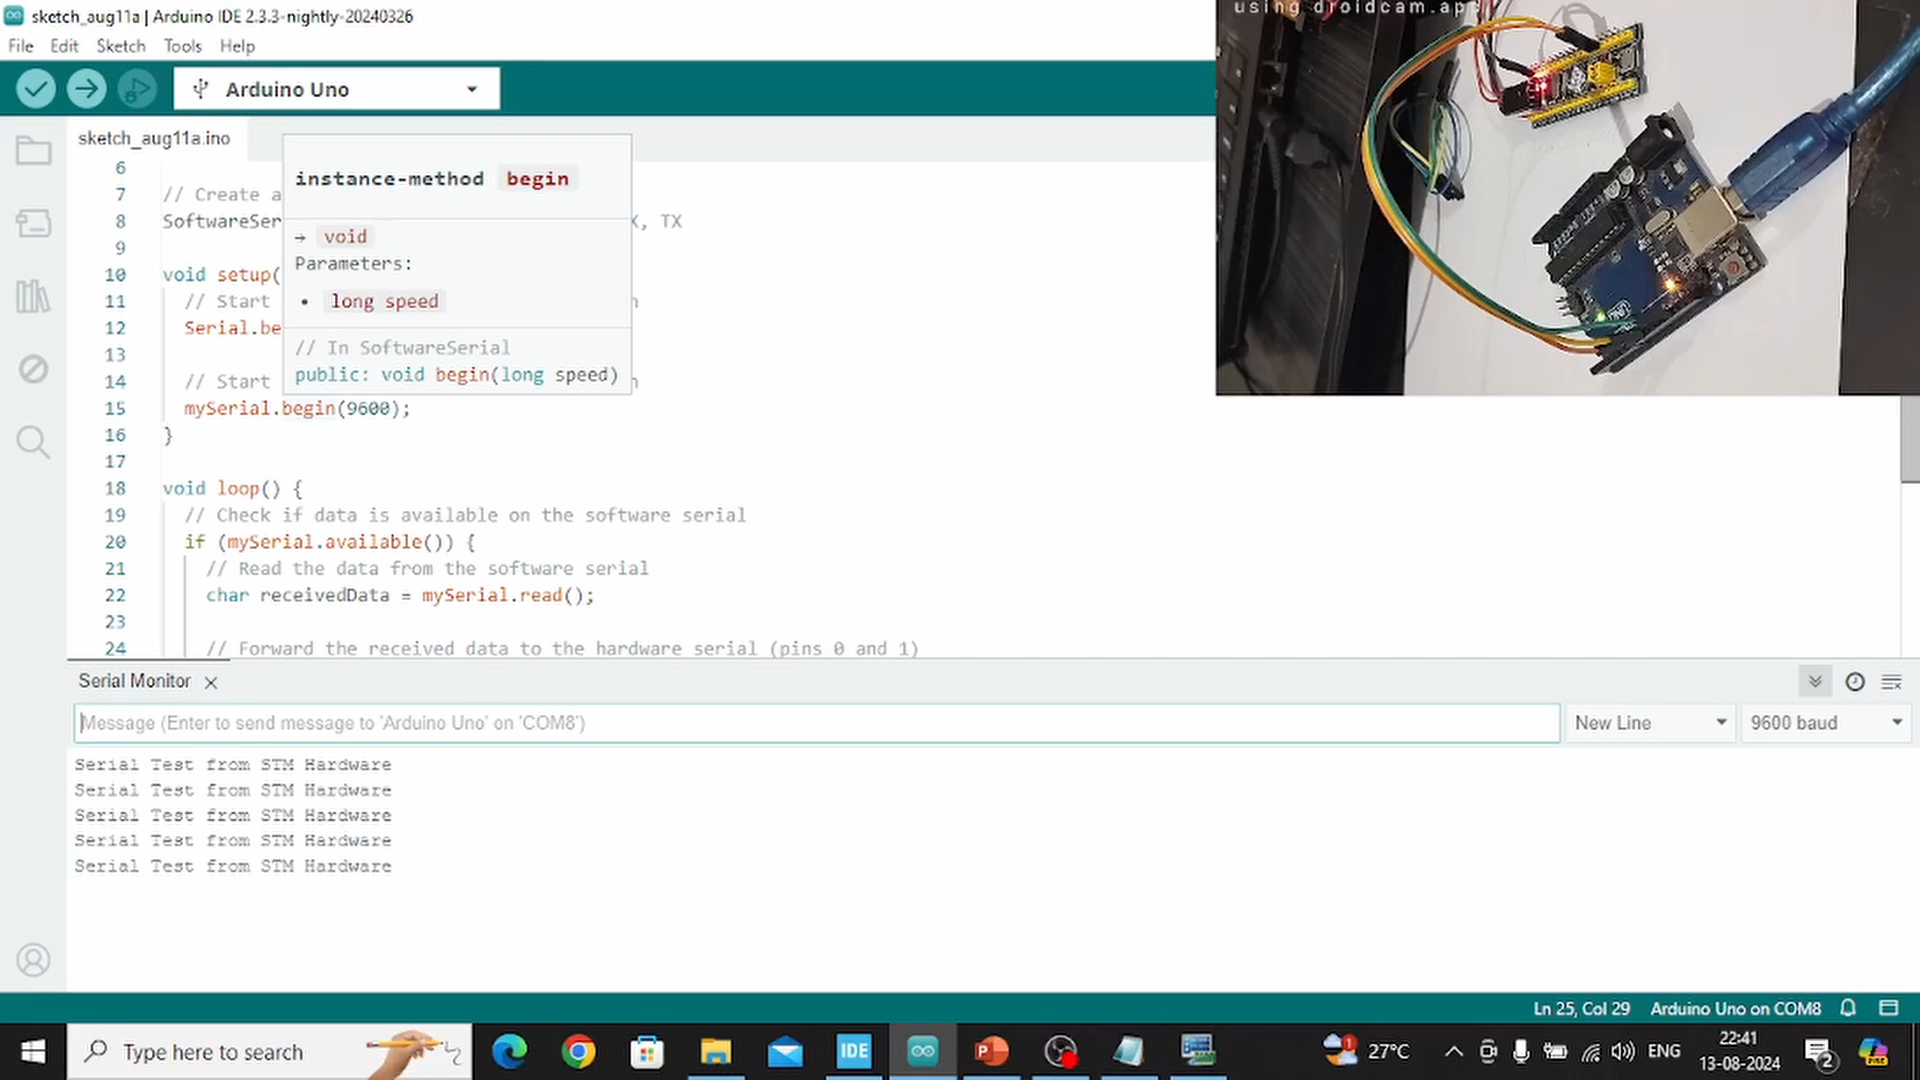 sketch_aug11a | Arduino IDE 2.3.3-nightly-20240326
File Edit Sketch Tools Help
using droidcam.app
Arduino Uno
sketch_aug11a.ino
instance-method begin
→ void
Parameters:
• long speed
// In SoftwareSerial
public: void begin(long speed)
6
7 // Create a
8 SoftwareSer X, TX
9
10 void setup(
11 // Start n
12 Serial.be
13
14 // Start n
15 mySerial.begin(9600);
16 }
17
18 void loop() {
19 // Check if data is available on the software serial
20 if (mySerial.available()) {
21 // Read the data from the software serial
22 char receivedData = mySerial.read();
23
24 // Forward the received data to the hardware serial (pins 0 and 1)
Serial Monitor
Message (Enter to send message to 'Arduino Uno' on 'COM8')
New Line
9600 baud
Serial Test from STM Hardware
Serial Test from STM Hardware
Serial Test from STM Hardware
Serial Test from STM Hardware
Serial Test from STM Hardware
Ln 25, Col 29 Arduino Uno on COM8
Type here to search
IDE
27°C
ENG
22:41
13-08-2024
2